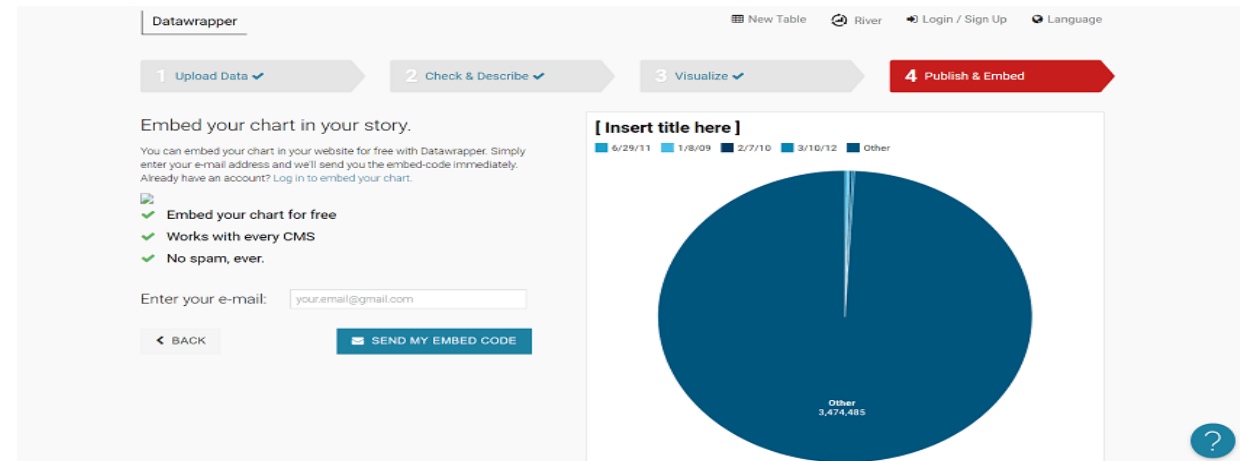 Datawrapper
New Table River Login / Sign Up Language
1 Upload Data 2 Check & Describe 3 Visualize 4 Publish & Embed
Embed your chart in your story.
You can embed your chart in your website for free with Datawrapper. Simply
enter your e-mail address and we'll send you the embed-code immediately.
Already have an account? Log in to embed your chart.
Embed your chart for free
Works with every CMS
No spam, ever.
Enter your e-mail: your.email@gmail.com
BACK SEND MY EMBED CODE
[ Insert title here ]
6/29/11 1/8/09 2/7/10 3/10/12 Other
Other
3,474,485
?